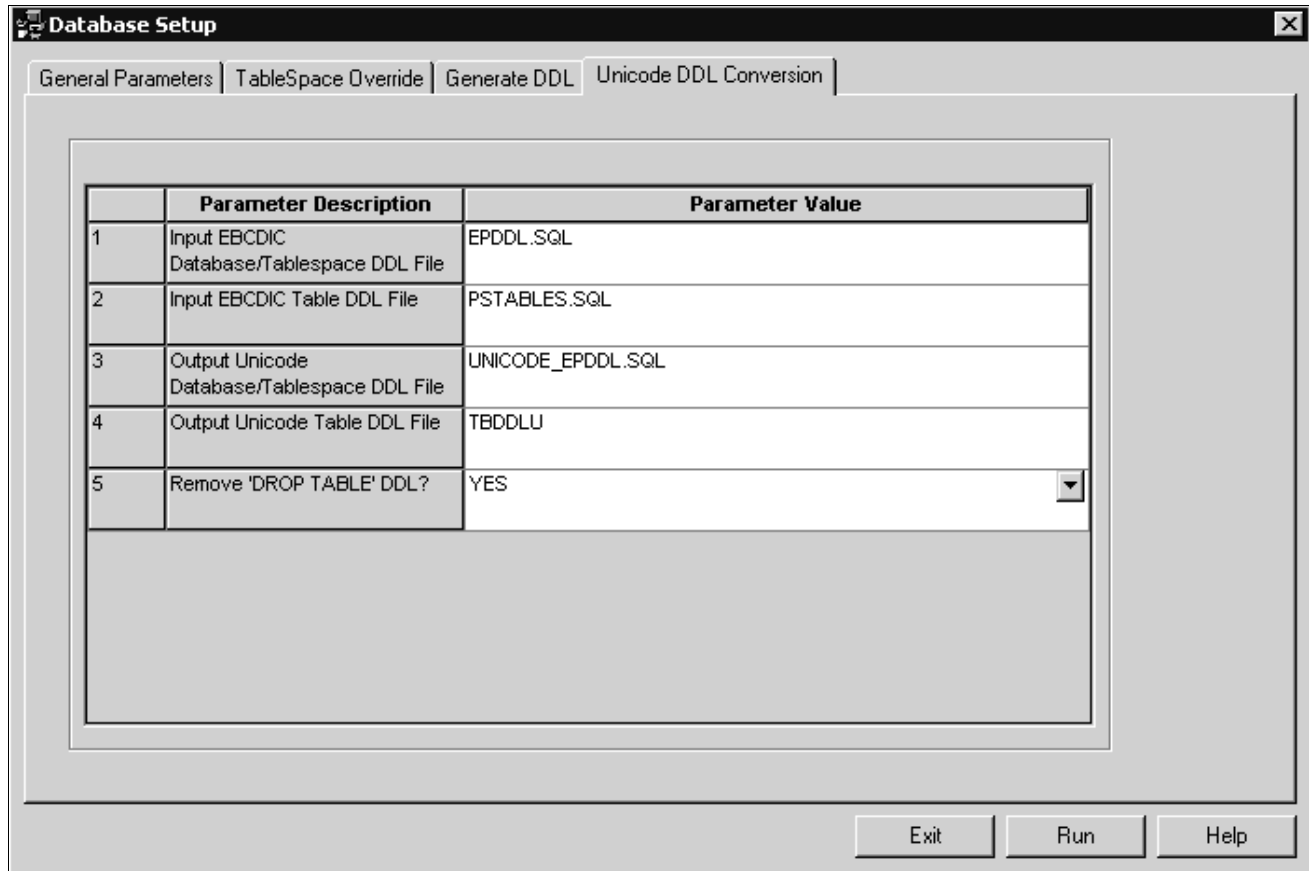 Database Setup
General Parameters TableSpace Override Generate DDL Unicode DDL Conversion
Parameter Description Parameter Value
1 Input EBCDIC EPDDL.SQL
Database/Tablespace DDL File
2 Input EBCDIC Table DDL File PSTABLES.SQL
3 Output Unicode UNICODE_EPDDL.SQL
Database/Tablespace DDL File
4 Output Unicode Table DDL File TBDDLU
5 Remove 'DROP TABLE' DDL? YES
Exit Run Help